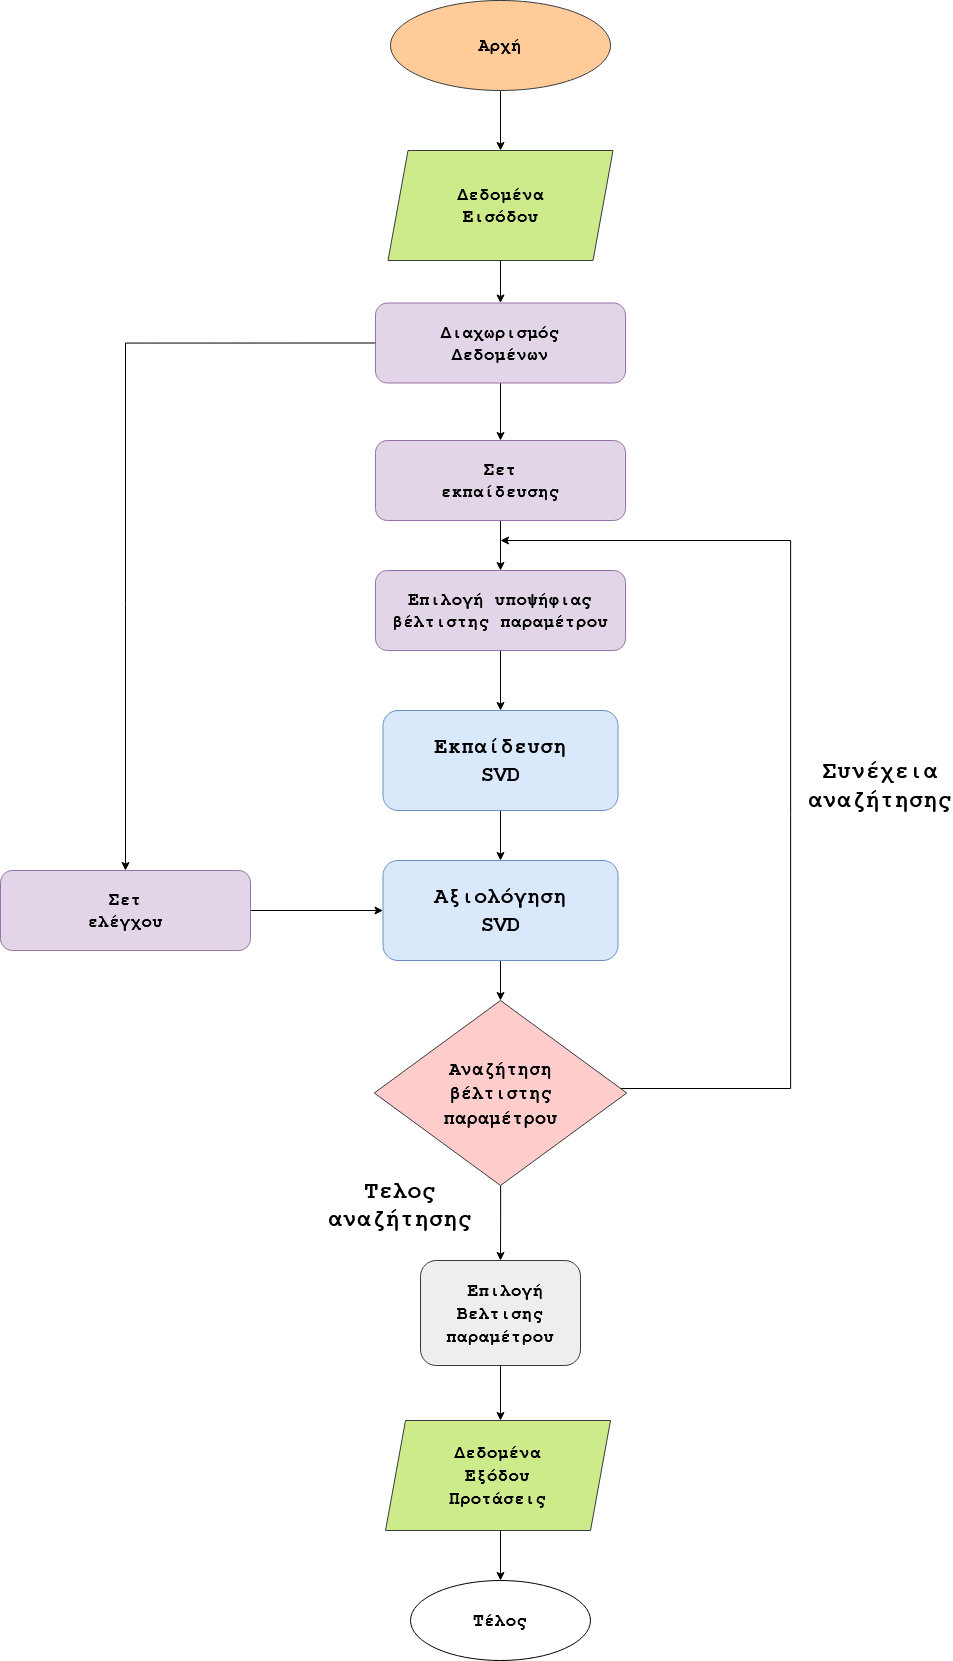 Αρχή
Δεδομένα
Εισόδου
Διαχωρισμός
Δεδομένων
Σετ
εκπαίδευσης
Επιλογή υποψήφιας
βέλτιστης παραμέτρου
Εκπαίδευση
SVD
Συνέχεια
αναζήτησης
Σετ
ελέγχου
Αξιολόγηση
SVD
Αναζήτηση
βέλτιστης
παραμέτρου
Τελος
αναζήτησης
Επιλογή
Βελτισης
παραμέτρου
Δεδομένα
Εξόδου
Προτάσεις
Τέλος